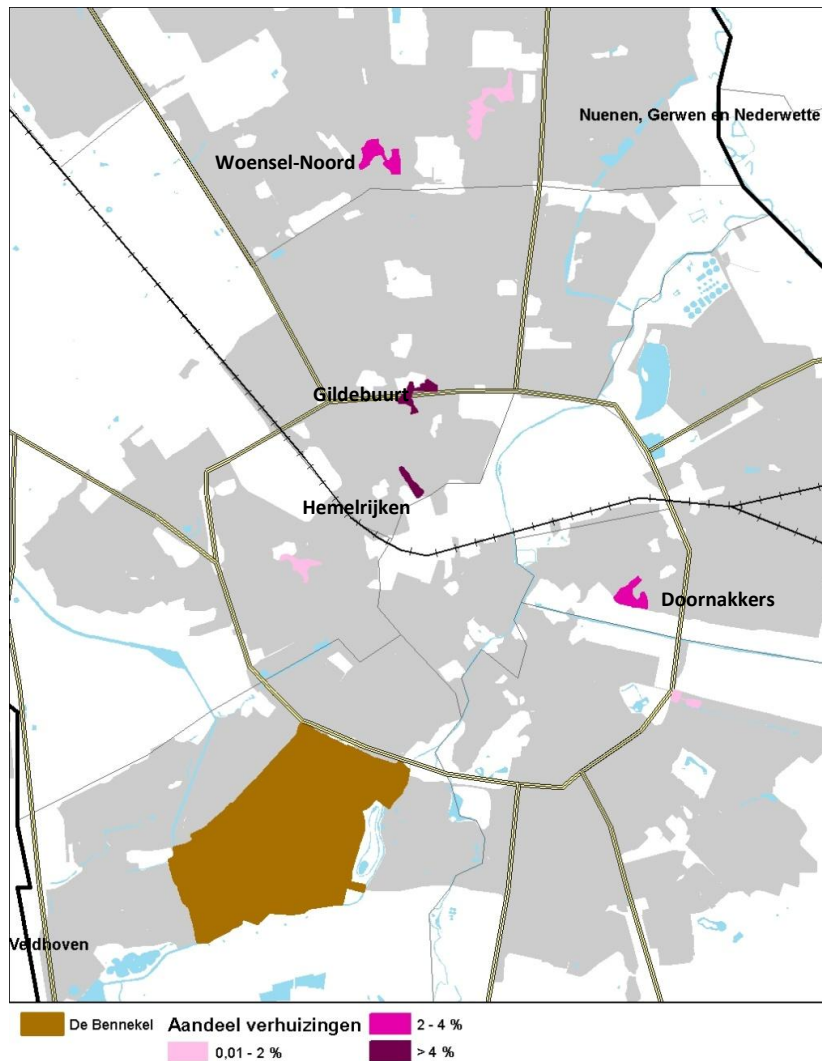 Nuenen, Gerwen en Nederwette
Woensel-Noord
Gildebuurt
Hemelrijken
Doornakkers
Veldhoven
De Bennekel
Aandeel verhuizingen
2 - 4 %
0,01 - 2 %
>4 %